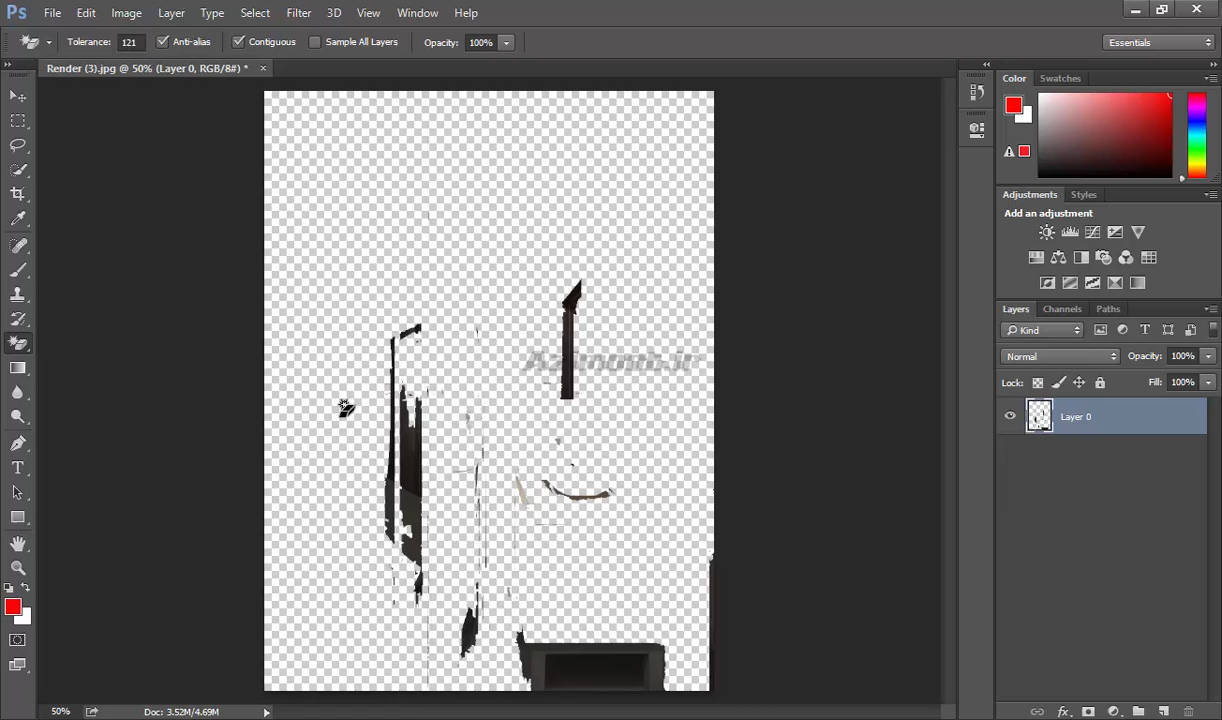 Ps File Edit Image Layer Type Select Filter 3D View Window Help
Tolerance: 121 Anti-alias Contiguous Sample All Layers Opacity: 100% Essentials
Render (3).jpg @ 50% (Layer 0, RGB/8#) *
Color Swatches
Adjustments Styles
Add an adjustment
Layers Channels Paths
Kind
Normal Opacity: 100%
Lock: Fill: 100%
Layer 0
50% Doc: 3.52M/4.69M